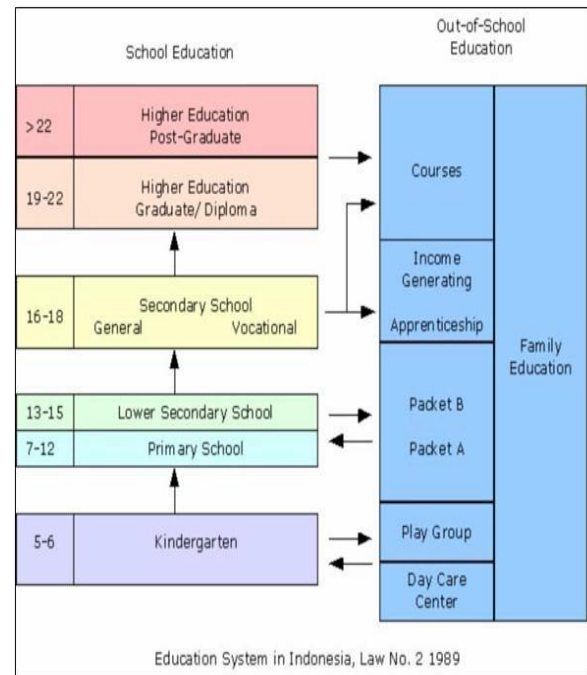 School Education
Out-of-School
Education
>22
Higher Education
Post-Graduate
19-22
Higher Education
Graduate/ Diploma
16-18
Secondary School
General Vocational
13-15
Lower Secondary School
7-12
Primary School
5-6
Kindergarten
Courses
Income
Generating
Apprenticeship
Packet B
Packet A
Play Group
Day Care
Center
Family
Education
Education System in Indonesia, Law No. 2 1989